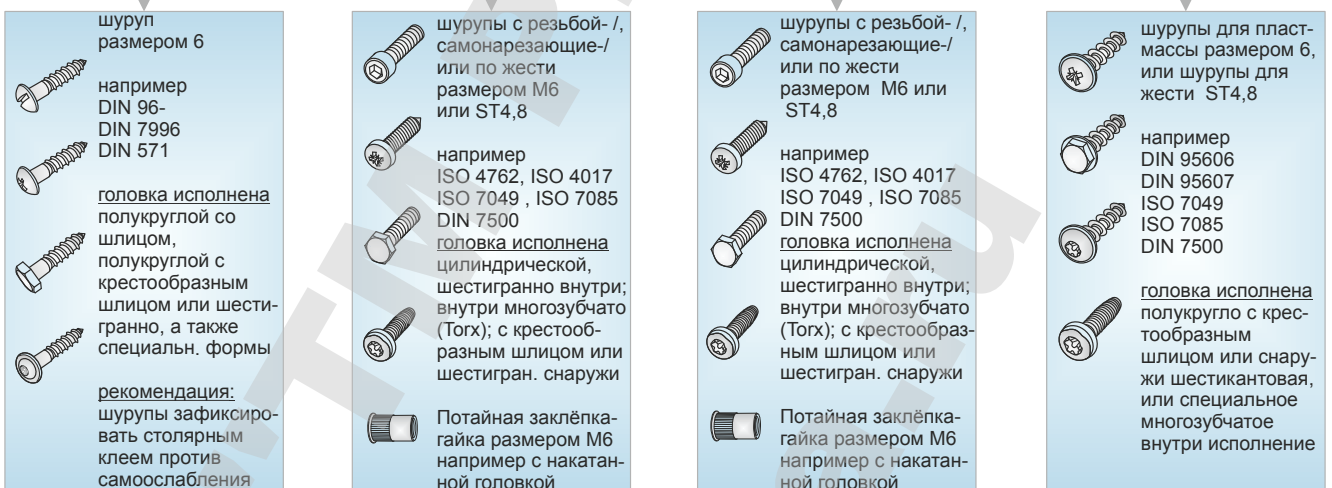 шуруп
размером 6
например
DIN 96-
DIN 7996
DIN 571
головка исполнена
полукруглой со
шлицом,
полукруглой с
крестообразным
шлицом или шести-
гранно, а также
специальн. формы
рекомендация:
шурупы зафиксиро-
вать столярным
клеем против
самоослабления
шурупы с резьбой- /,
самонарезающие-/
или по жести
размером М6
или ST4,8
например
ISO 4762, ISO 4017
ISO 7049 , ISO 7085
DIN 7500
головка исполнена
цилиндрической,
шестигранно внутри;
внутри многозубчато
(Torx); с крестооб-
разным шлицом или
шестигран. снаружи
Потайная заклёпка-
гайка размером М6
например с накатан-
ной головкой
шурупы с резьбой- /,
самонарезающие-/
или по жести
размером М6 или
ST4,8
например
ISO 4762, ISO 4017
ISO 7049 , ISO 7085
DIN 7500
головка исполнена
цилиндрической,
шестигранно внутри;
внутри многозубчато
(Torx); с крестообраз-
ным шлицом или
шестигран. снаружи
Потайная заклёпка-
гайка размером М6
например с накатан-
ной головкой
шурупы для пласт-
массы размером 6,
или шурупы для
жести ST4,8
например
DIN 95606
DIN 95607
ISO 7049
ISO 7085
DIN 7500
головка исполнена
полукругло с крес-
тообразным
шлицом или снару-
жи шестикантовая,
или специальное
многозубчатое
внутри исполнение